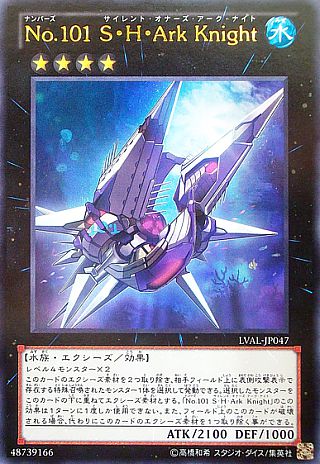 ナンバーズ サイレント・オナーズ・アーク・ナイト
No.101 S・H・Ark Knight
水
LVAL-JP047
【水族・エクシーズ/効果】
レベル4モンスター×2
このカードのエクシーズ素材を2つ取り除き、相手フィールド上に表側攻撃表示で
存在する特殊召喚されたモンスター1体を選択して発動できる。選択したモンスター
をこのカードの下に重ねてエクシーズ素材とする。「No.101 S・H・Ark Knight」のこの
効果は1ターンに1度しか使用できない。また、フィールド上のこのカードが破壊
される場合、代わりにこのカードのエクシーズ素材を1つ取り除く事ができる。
ATK/2100 DEF/1000
48739166
©高橋和希 スタジオ・ダイス/集英社